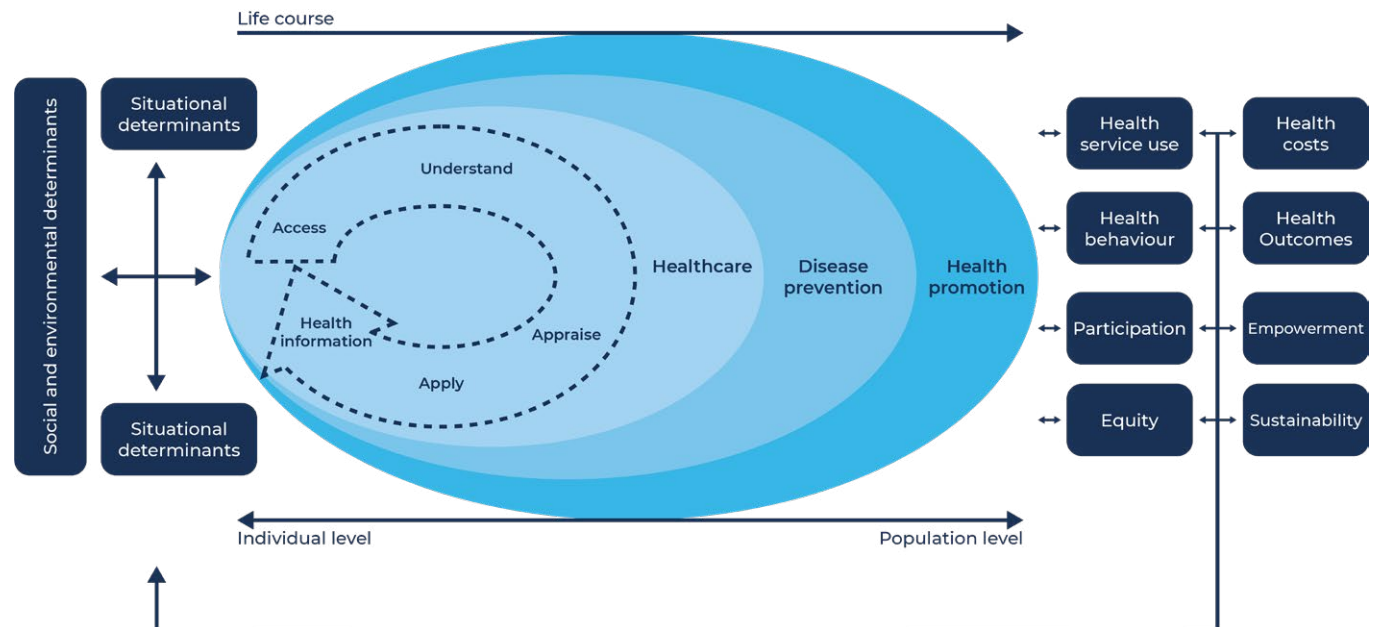 Life course
Social and environmental determinants
Situational
determinants
Situational
determinants
Understand
Access
Health
information
Appraise
Apply
Healthcare
Disease
prevention
Health
promotion
Individual level
Population level
Health
service use
Health
costs
Health
behaviour
Health
Outcomes
Participation
Empowerment
Equity
Sustainability